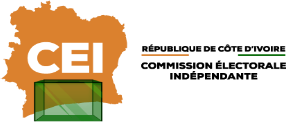 CEI
RÉPUBLIQUE DE CÔTE D'IVOIRE
COMMISSION ÉLECTORALE
INDÉPENDANTE